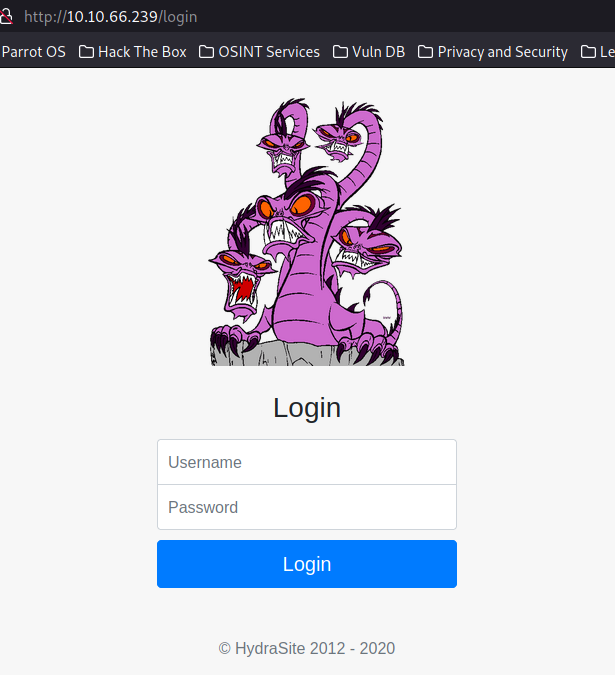 http://10.10.66.239/login
Parrot OS Hack The Box OSINT Services Vuln DB Privacy and Security Le
Login
Username
Password
Login
© HydraSite 2012 - 2020